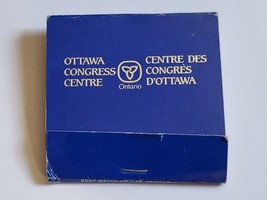 OTTAWA
CONGRESS
CENTRE
Ontario
CENTRE DES
CONGRÈS
D'OTTAWA